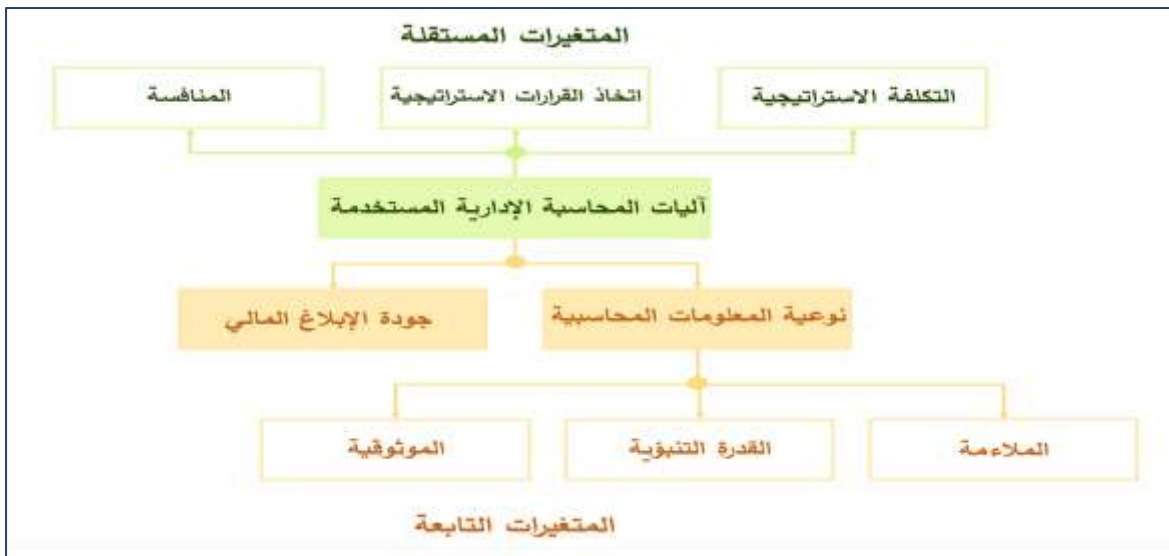 المتغيرات المستقلة
التكلفة الاستراتيجية
اتخاذ القرارات الاستراتيجية
المنافسة
آليات المحاسبة الإدارية المستخدمة
نوعية المعلومات المحاسبية
جودة الإبلاغ المالي
الملاءمة
القدرة التنبؤية
الموثوقية
المتغيرات التابعة